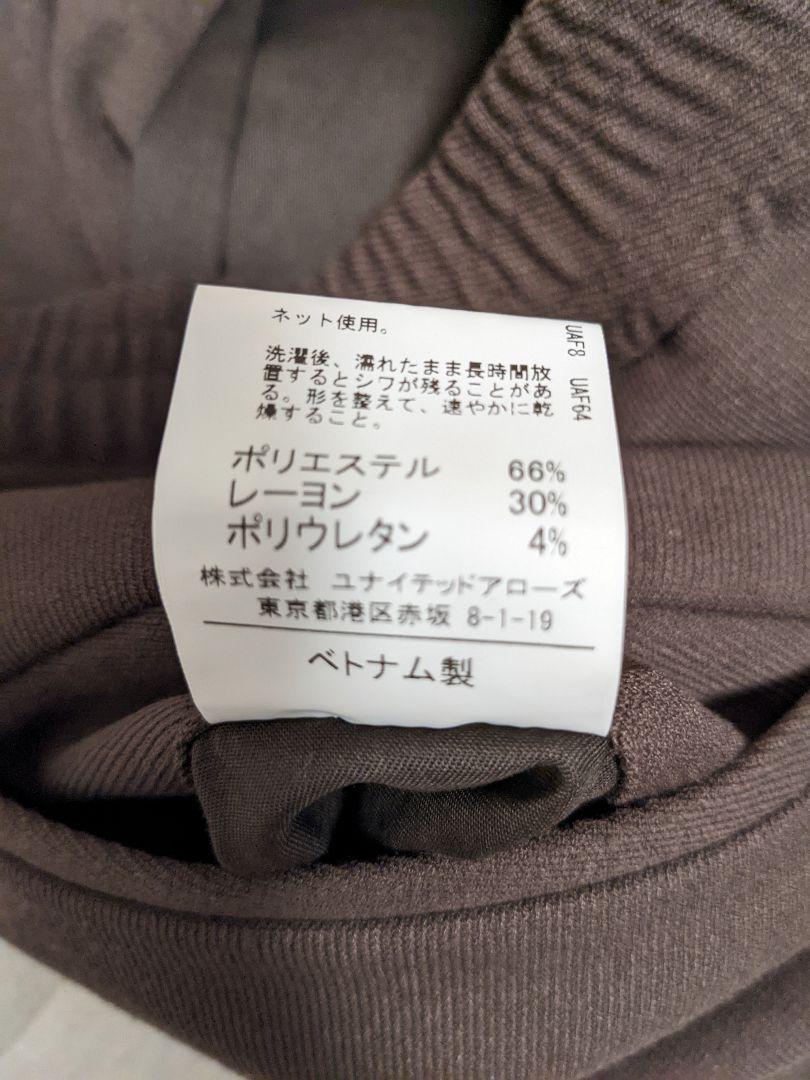 ネット使用。
洗濯後、濡れたまま長時間放
置するとシワが残ることがあ
る。形を整えて、速やかに乾
燥すること。
ポリエステル 66%
レーヨン 30%
ポリウレタン 4%
株式会社 ユナイテッドアローズ
東京都港区赤坂 8-1-19
ベトナム製
UAF8 UAF64